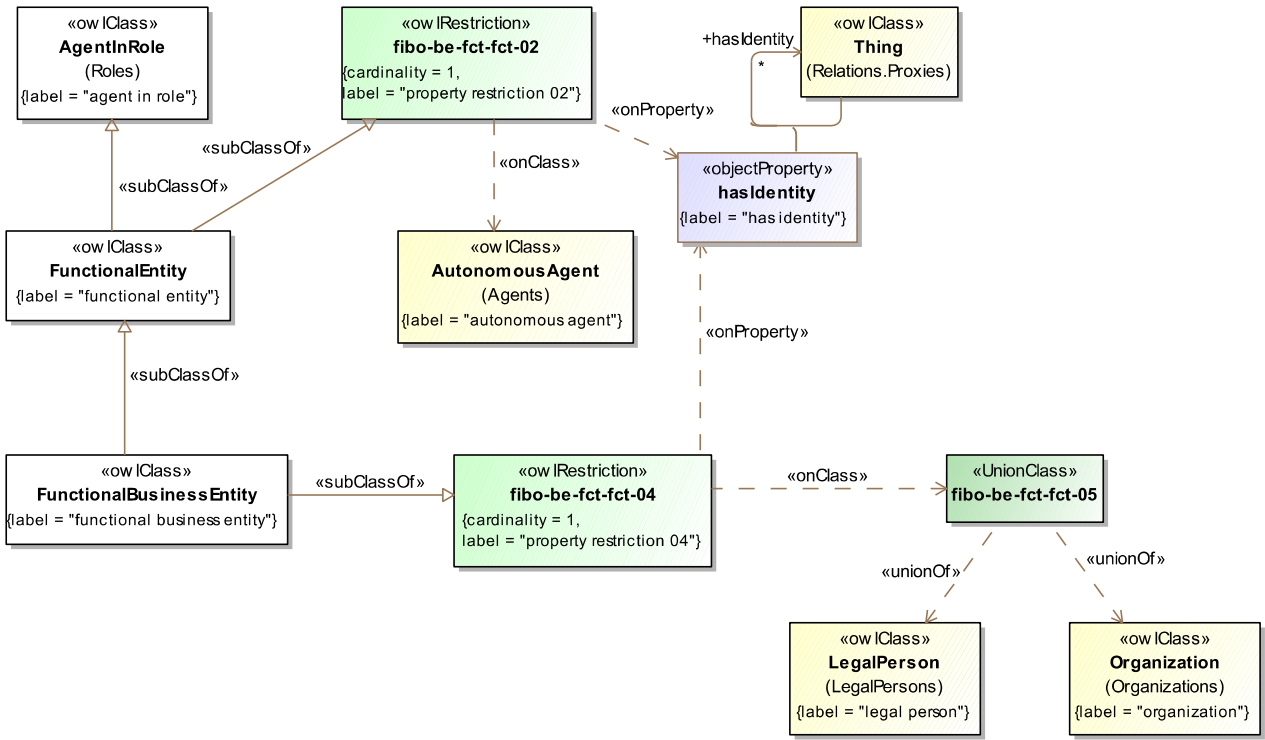 «owlClass»
AgentInRole
(Roles)
{label = "agent in role"}
«owlRestriction»
fibo-be-fct-fct-02
{cardinality = 1,
label = "property restriction 02"}
+hasIdentity
*
«owlClass»
Thing
(Relations.Proxies)
«subClassOf»
«subClassOf»
«onClass»
«onProperty»
«objectProperty»
hasIdentity
{label = "has identity"}
«owlClass»
FunctionalEntity
{label = "functional entity"}
«owlClass»
AutonomousAgent
(Agents)
{label = "autonomous agent"}
«onProperty»
«subClassOf»
«owlClass»
FunctionalBusinessEntity
{label = "functional business entity"}
«subClassOf»
«owlRestriction»
fibo-be-fct-fct-04
{cardinality = 1,
label = "property restriction 04"}
«onClass»
«UnionClass»
fibo-be-fct-fct-05
«unionOf»
«unionOf»
«owlClass»
LegalPerson
(LegalPersons)
{label = "legal person"}
«owlClass»
Organization
(Organizations)
{label = "organization"}